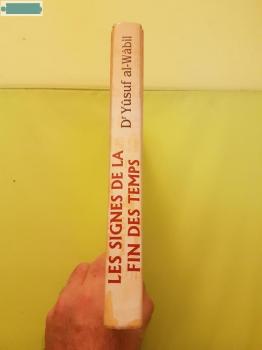 Dr Yûsuf al-Wâbil
LES SIGNES DE LA
FIN DES TEMPS